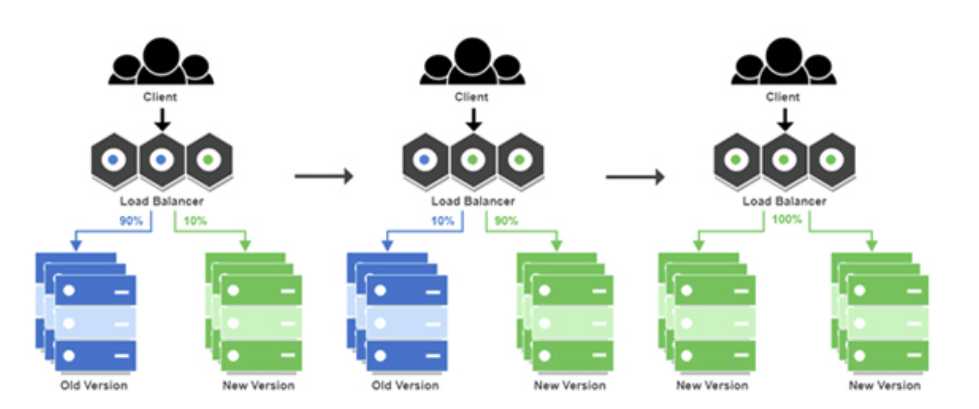 Client
Client
Client
Load Balancer
Load Balancer
Load Balancer
90%
10%
10%
90%
100%
Old Version
New Version
Old Version
New Version
New Version
New Version